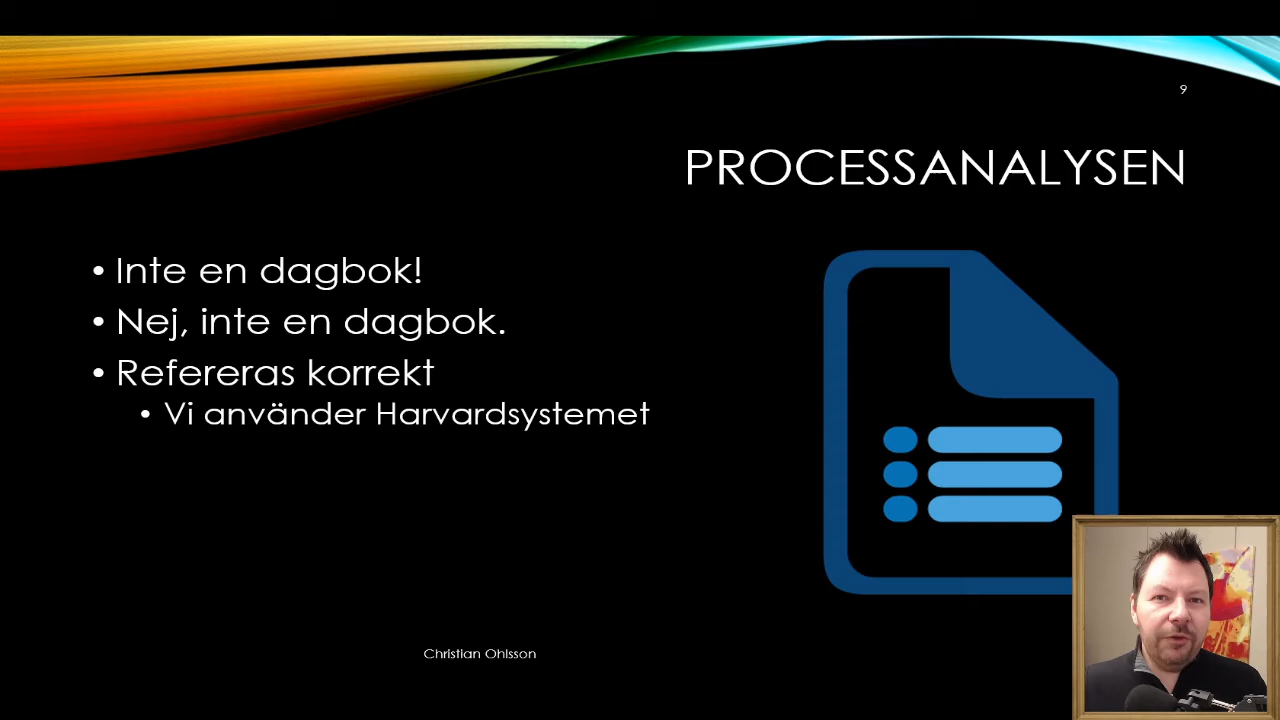 9
PROCESSANALYSEN
• Inte en dagbok!
• Nej, inte en dagbok.
• Refereras korrekt
• Vi använder Harvardsystemet
Christian Ohlsson